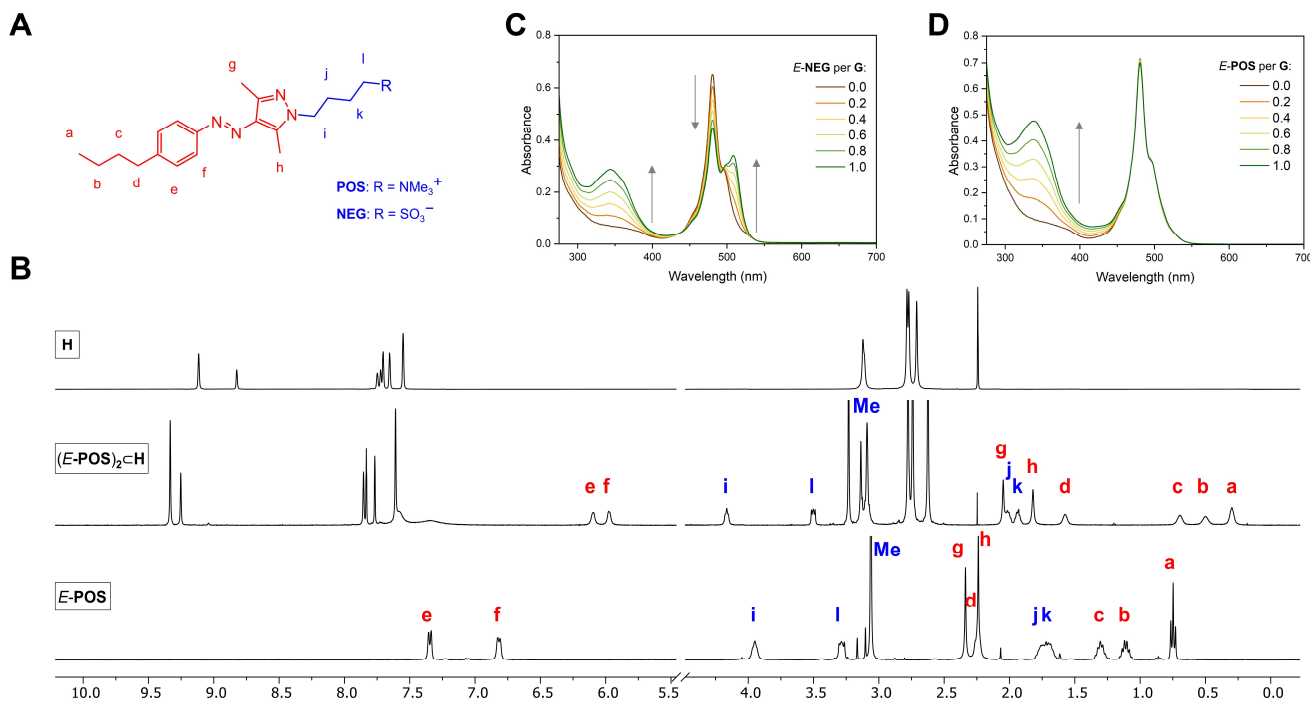 A
g
a
b
c
d
e
f
N
N
N
N
h
i
j
k
l
R
POS: R = NMe3+
NEG: R = SO3−
C
Absorbance
0.8
0.6
0.4
0.2
0.0
300 400 500 600 700
Wavelength (nm)
E-NEG per G:
0.0
0.2
0.4
0.6
0.8
1.0
D
Absorbance
0.8
0.7
0.6
0.5
0.4
0.3
0.2
0.1
0.0
300 400 500 600 700
Wavelength (nm)
E-POS per G:
0.0
0.2
0.4
0.6
0.8
1.0
B
H
(E-POS)2⊂H
e f i l Me g j k h d c b a
E-POS
e f i l Me g d h j k c b a
10.0 9.5 9.0 8.5 8.0 7.5 7.0 6.5 6.0 5.5 4.0 3.5 3.0 2.5 2.0 1.5 1.0 0.5 0.0